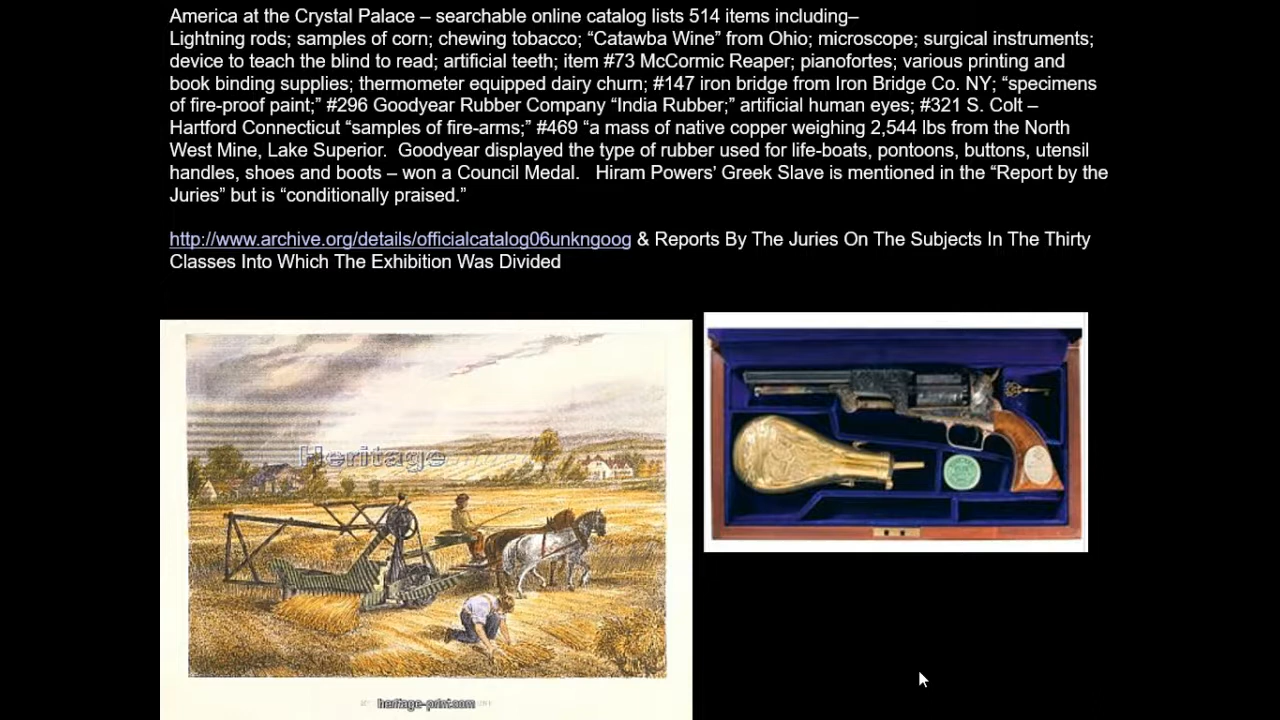 America at the Crystal Palace – searchable online catalog lists 514 items including–
Lightning rods; samples of corn; chewing tobacco; “Catawba Wine” from Ohio; microscope; surgical instruments;
device to teach the blind to read; artificial teeth; item #73 McCormic Reaper; pianofortes; various printing and
book binding supplies; thermometer equipped dairy churn; #147 iron bridge from Iron Bridge Co. NY; “specimens
of fire-proof paint;” #296 Goodyear Rubber Company “India Rubber;” artificial human eyes; #321 S. Colt –
Hartford Connecticut “samples of fire-arms;” #469 “a mass of native copper weighing 2,544 lbs from the North
West Mine, Lake Superior.  Goodyear displayed the type of rubber used for life-boats, pontoons, buttons, utensil
handles, shoes and boots – won a Council Medal.   Hiram Powers’ Greek Slave is mentioned in the “Report by the
Juries” but is “conditionally praised.”
http://www.archive.org/details/officialcatalog06unkngoog & Reports By The Juries On The Subjects In The Thirty
Classes Into Which The Exhibition Was Divided
Heritage
heritage-print.com